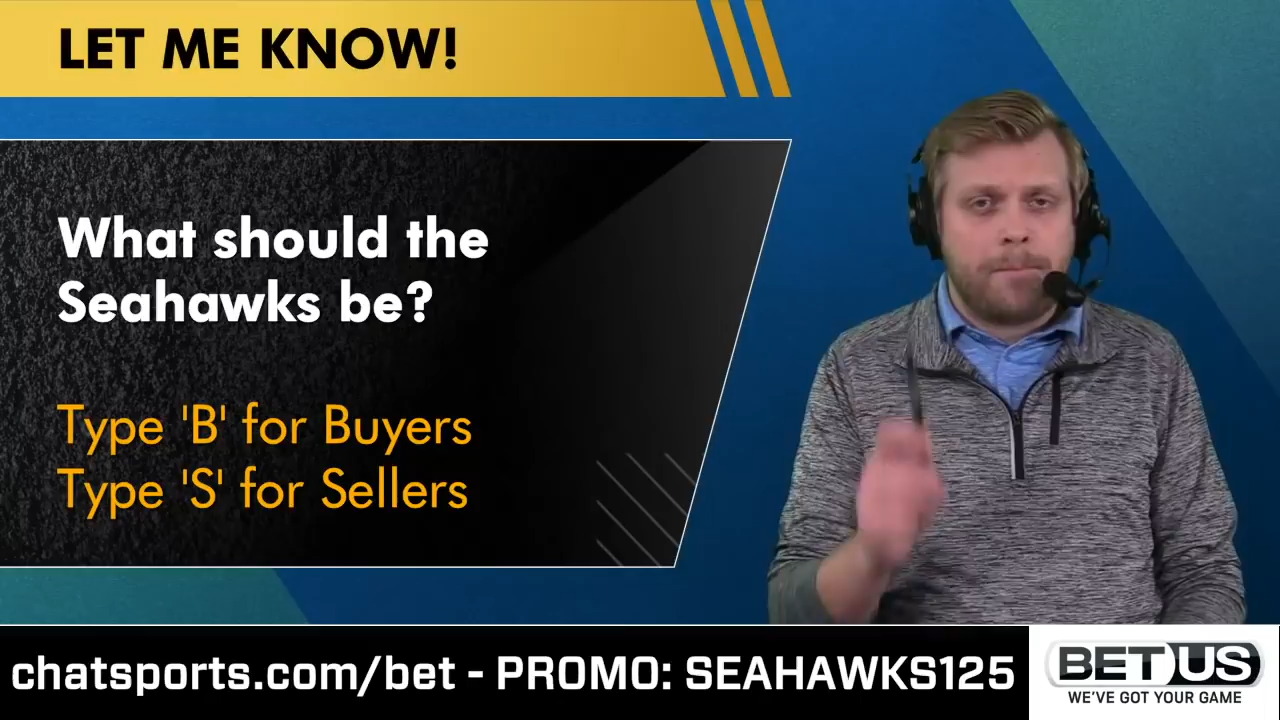 LET ME KNOW!
What should the
Seahawks be?
Type 'B' for Buyers
Type 'S' for Sellers
chatsports.com/bet - PROMO: SEAHAWKS125
BETUS
WE'VE GOT YOUR GAME